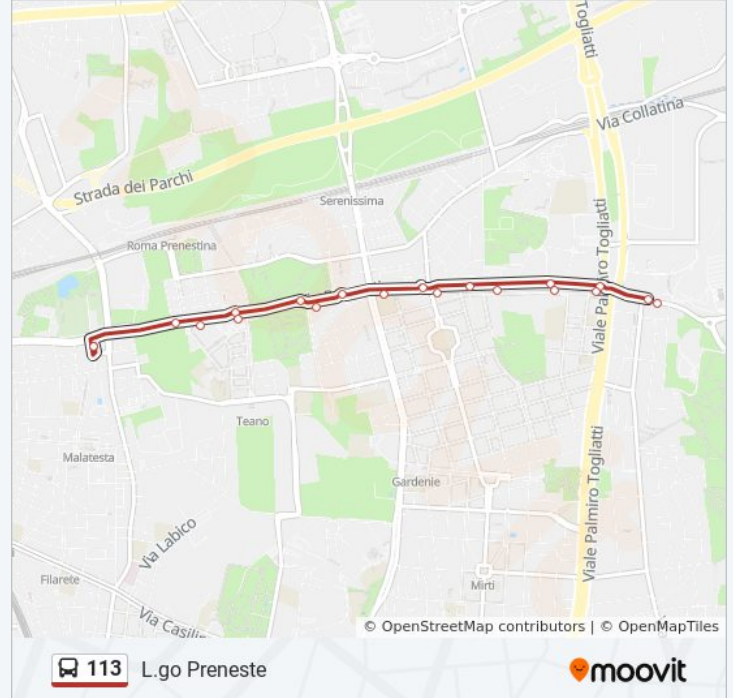 Togliatti
Via Collatina
Strada dei Parchi
Serenissima
Roma Prenestina
Viale Palmiro Togliatti
Teano
Malatesta
Gardenie
Viale Palmiro Togliatti
Via Labico
Filarete
Mirti
Via Casilin
© OpenStreetMap contributors | © OpenMapTiles
113 L.go Preneste
moovit